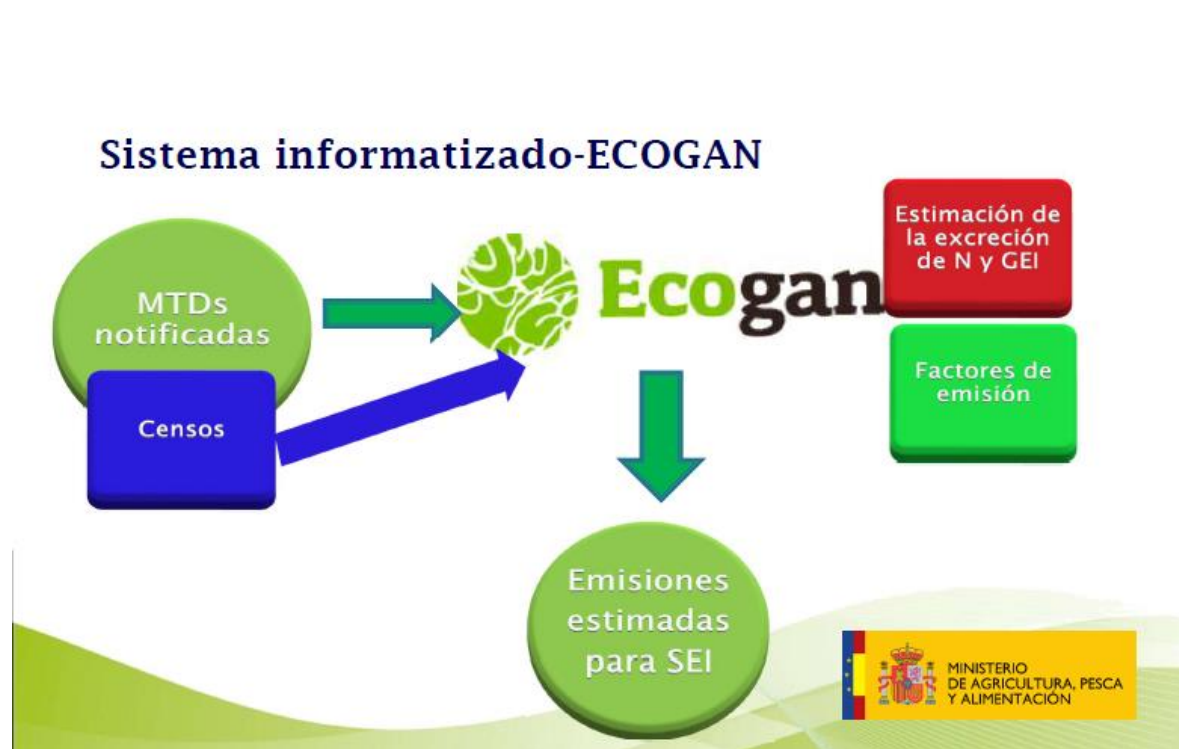 Sistema informatizado-ECOGAN
MTDs
notificadas
Censos
Ecogan
Estimación de
la excreción
de N y GEI
Factores de
emisión
Emisiones
estimadas
para SEI
MINISTERIO
DE AGRICULTURA, PESCA
Y ALIMENTACIÓN